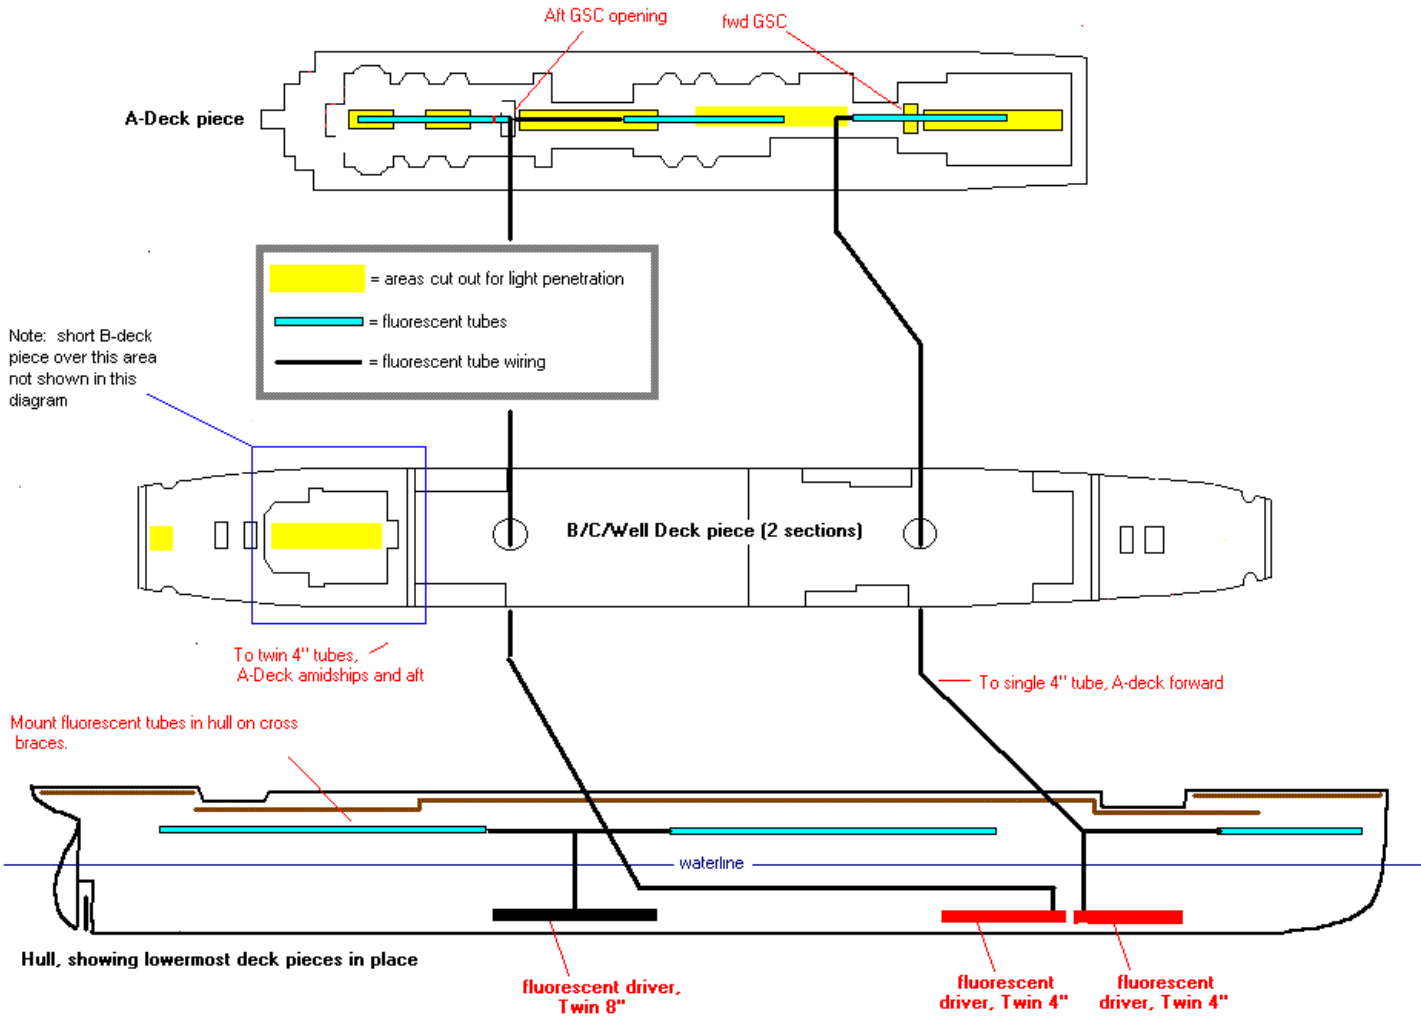 Aft GSC opening
fwd GSC
A-Deck piece
= areas cut out for light penetration
= fluorescent tubes
= fluorescent tube wiring
Note: short B-deck
piece over this area
not shown in this
diagram
B/C/Well Deck piece (2 sections)
To twin 4" tubes,
A-Deck amidships and aft
To single 4" tube, A-deck forward
Mount fluorescent tubes in hull on cross
braces.
waterline
Hull, showing lowermost deck pieces in place
fluorescent driver,
Twin 8"
fluorescent
driver, Twin 4"
fluorescent
driver, Twin 4"